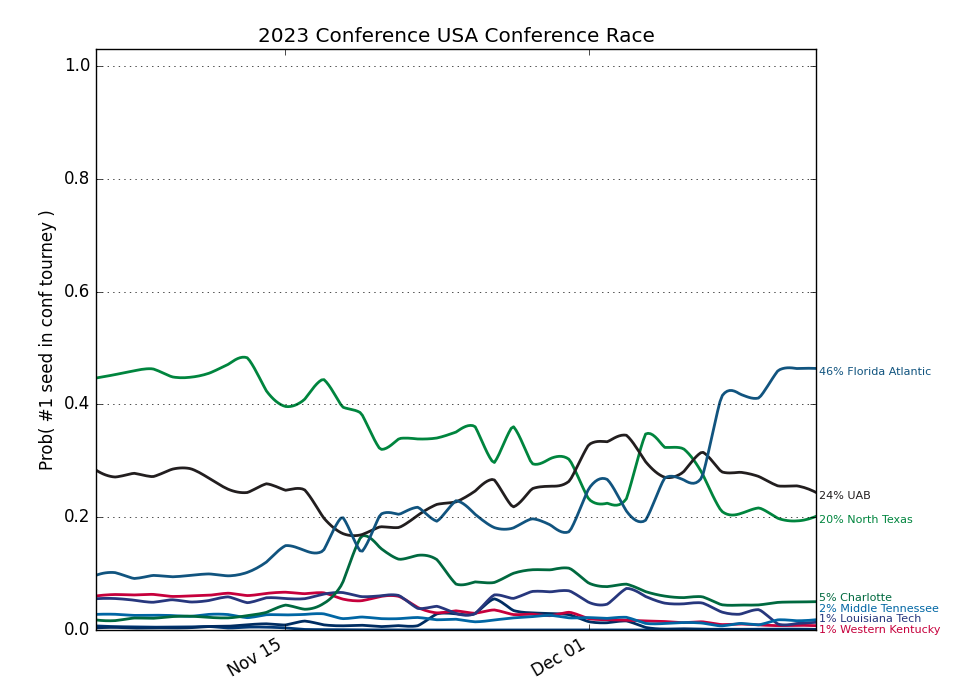 2023 Conference USA Conference Race
Prob( #1 seed in conf tourney )
1.0
0.8
0.6
0.4
0.2
0.0
Nov 15
Dec 01
46% Florida Atlantic
24% UAB
20% North Texas
5% Charlotte
2% Middle Tennessee
1% Louisiana Tech
1% Western Kentucky